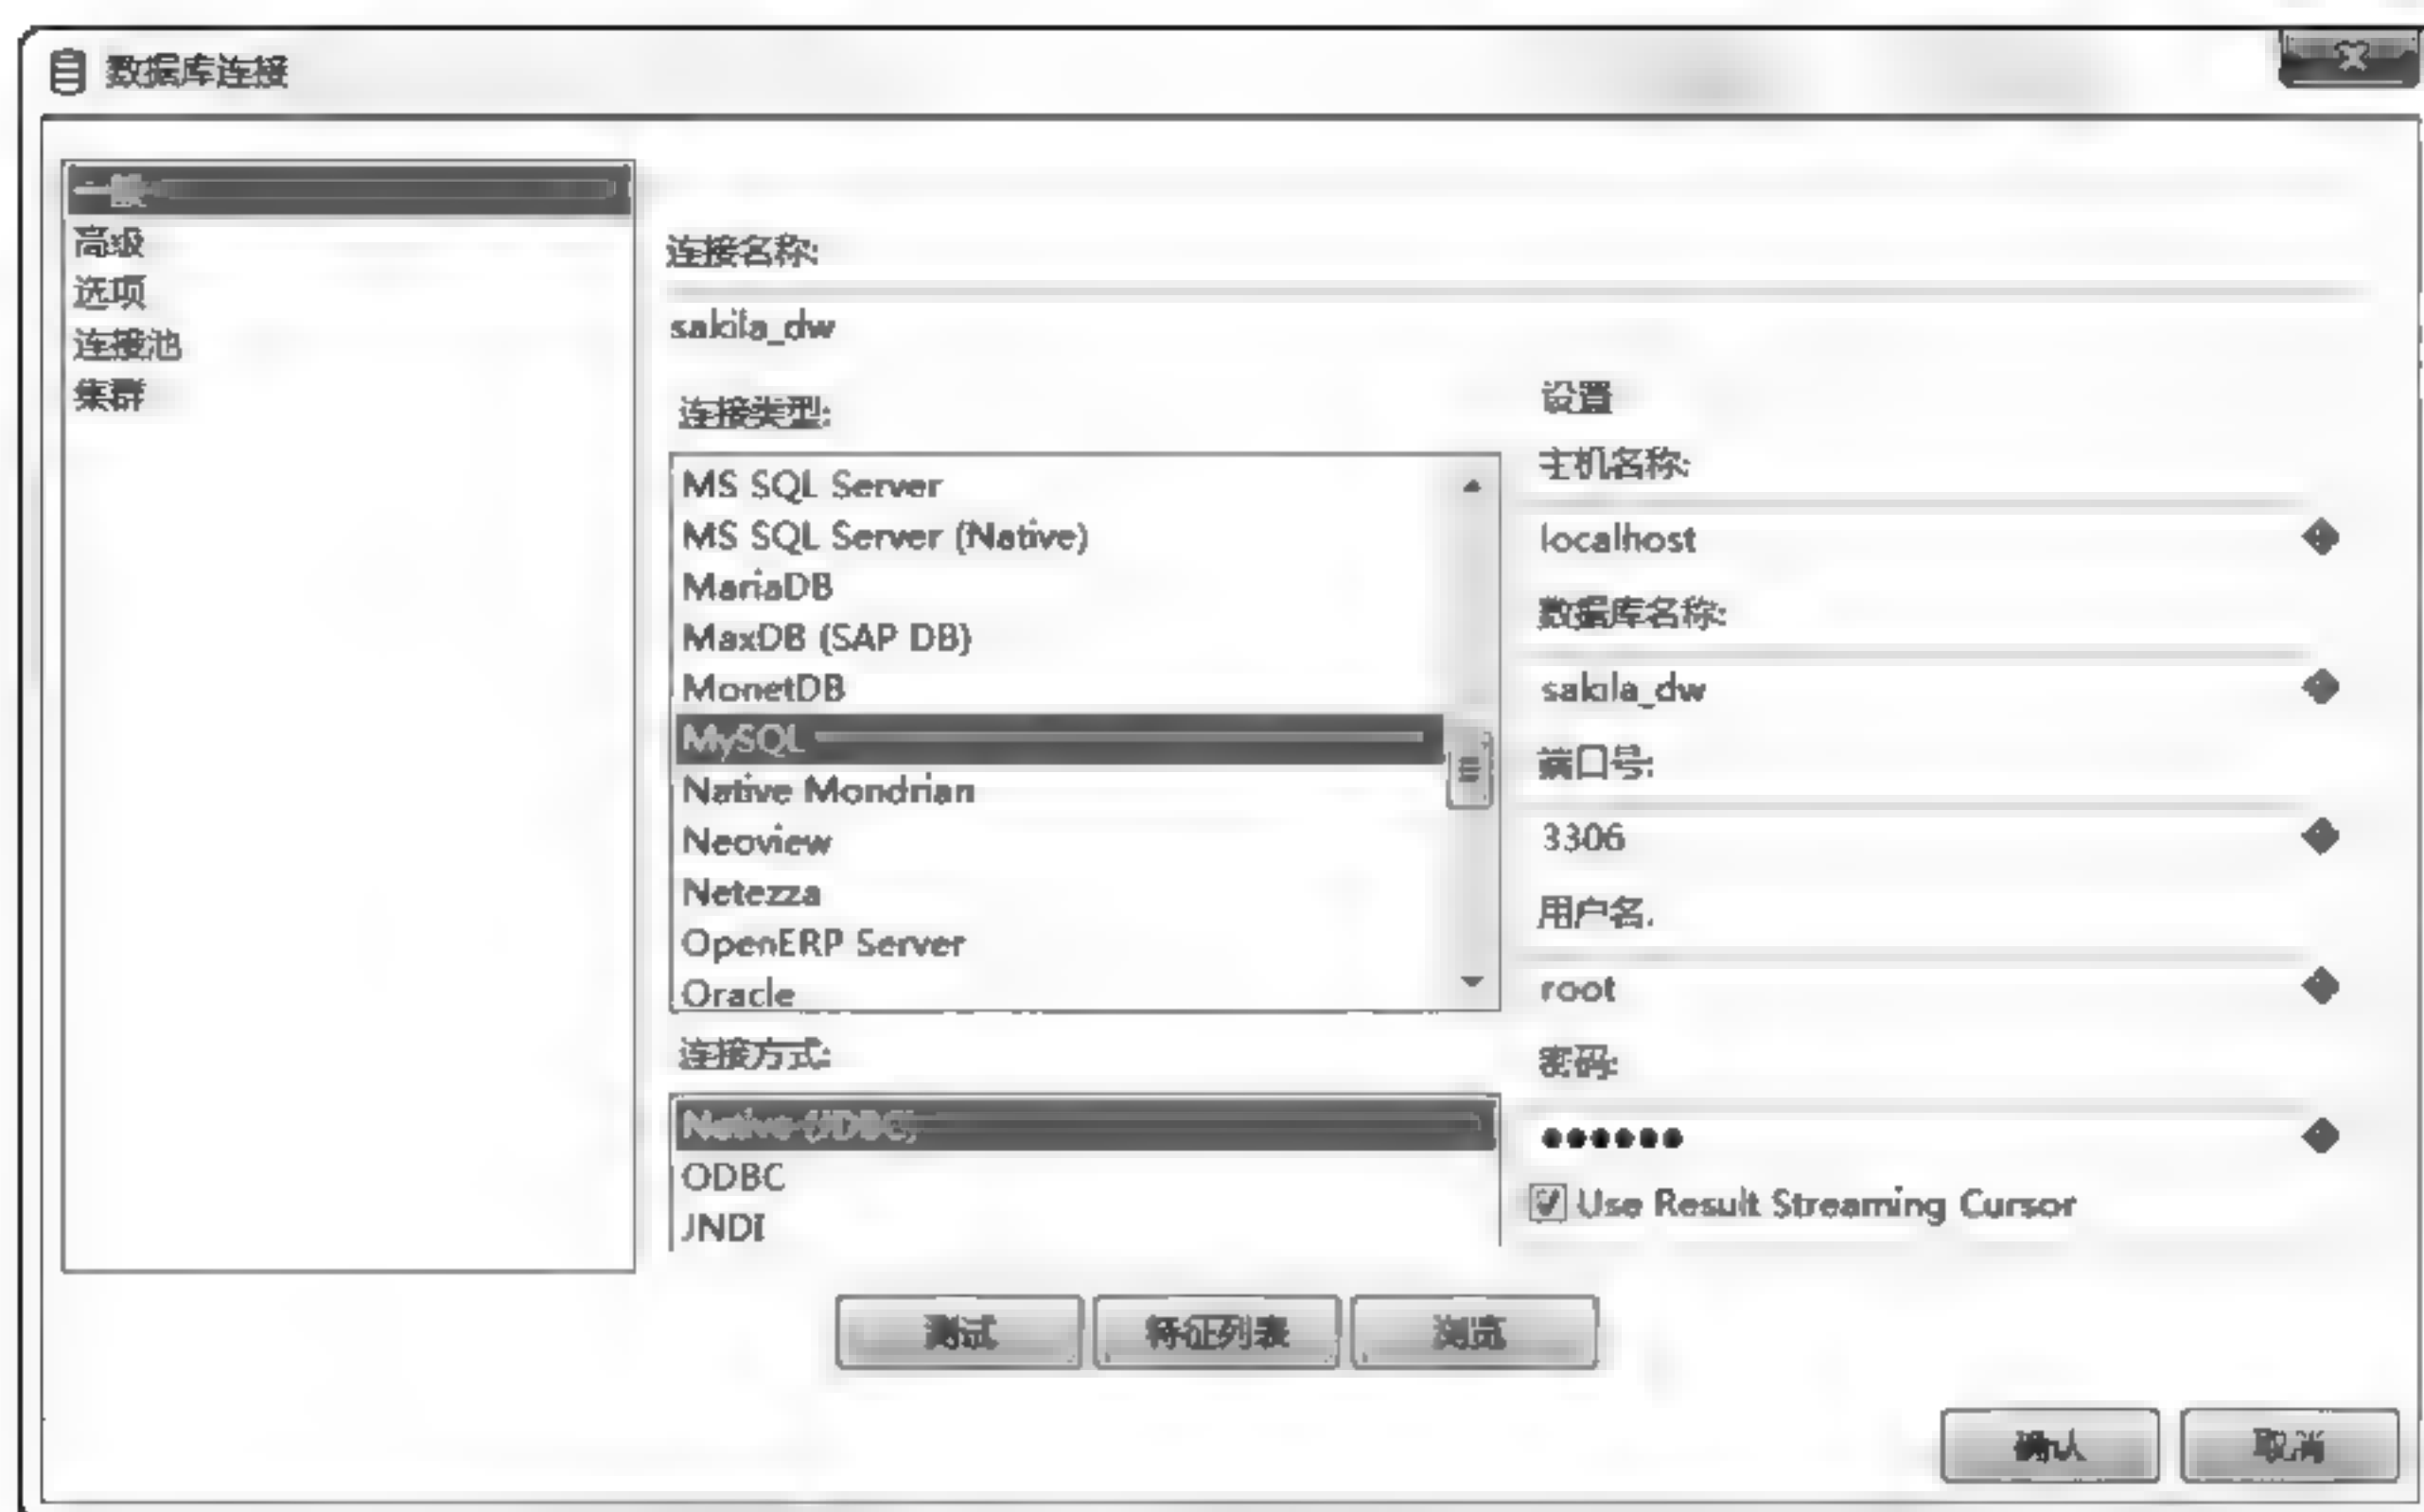 数据库连接
一般
高级
选项
连接池
集群
连接名称:
sakila_dw
连接类型:
MS SQL Server
MS SQL Server (Native)
MariaDB
MaxDB (SAP DB)
MonetDB
MySQL
Native Mondrian
Neoview
Netezza
OpenERP Server
Oracle
连接方式:
Native (JDBC)
ODBC
JNDI
设置
主机名称:
localhost
数据库名称:
sakila_dw
端口号:
3306
用户名:
root
密码:
●●●●●●
Use Result Streaming Cursor
测试
特征列表
浏览
确认
取消